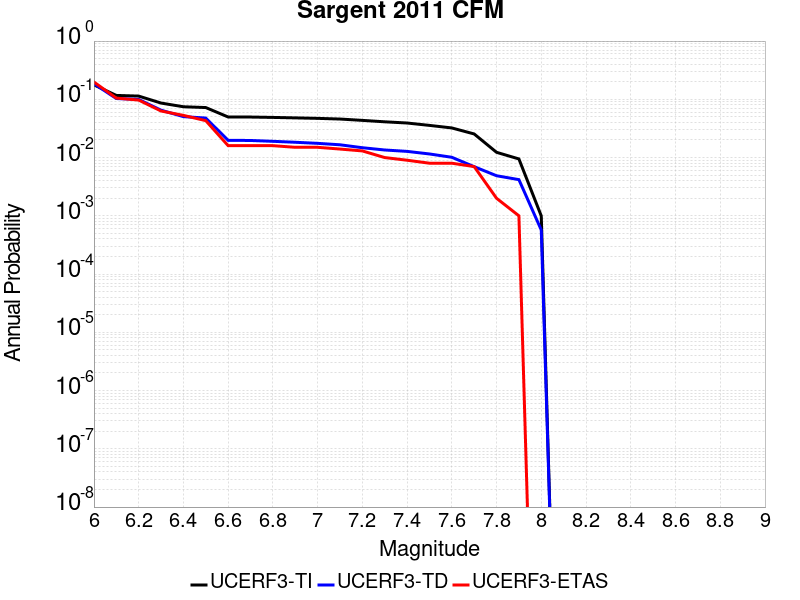 Sargent 2011 CFM
10^0
10^-1
10^-2
10^-3
10^-4
10^-5
10^-6
10^-7
10^-8
Annual Probability
6 6.2 6.4 6.6 6.8 7 7.2 7.4 7.6 7.8 8 8.2 8.4 8.6 8.8 9
Magnitude
UCERF3-TI UCERF3-TD UCERF3-ETAS